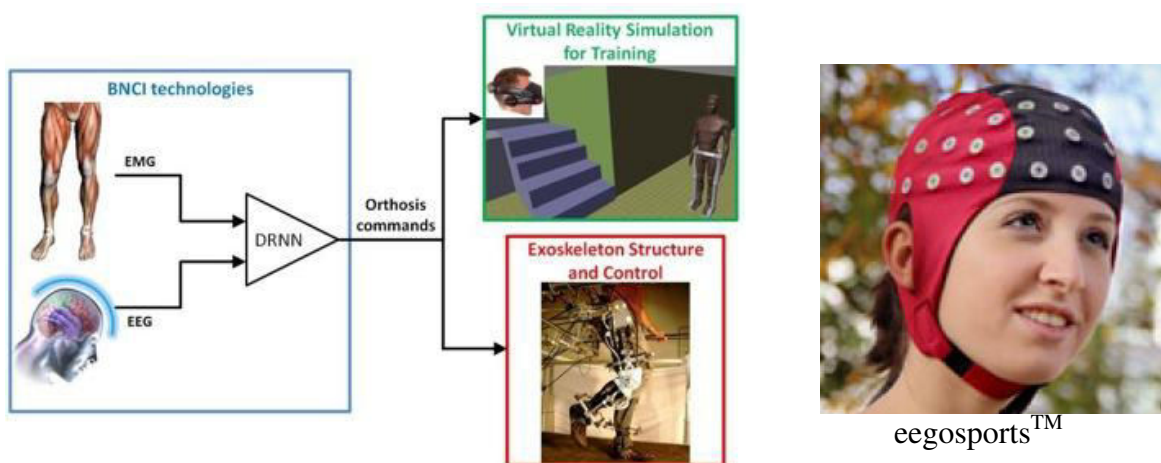 BNCI technologies
EMG
EEG
DRNN
Orthosis
commands
Virtual Reality Simulation
for Training
Exoskeleton Structure
and Control
eegosports™